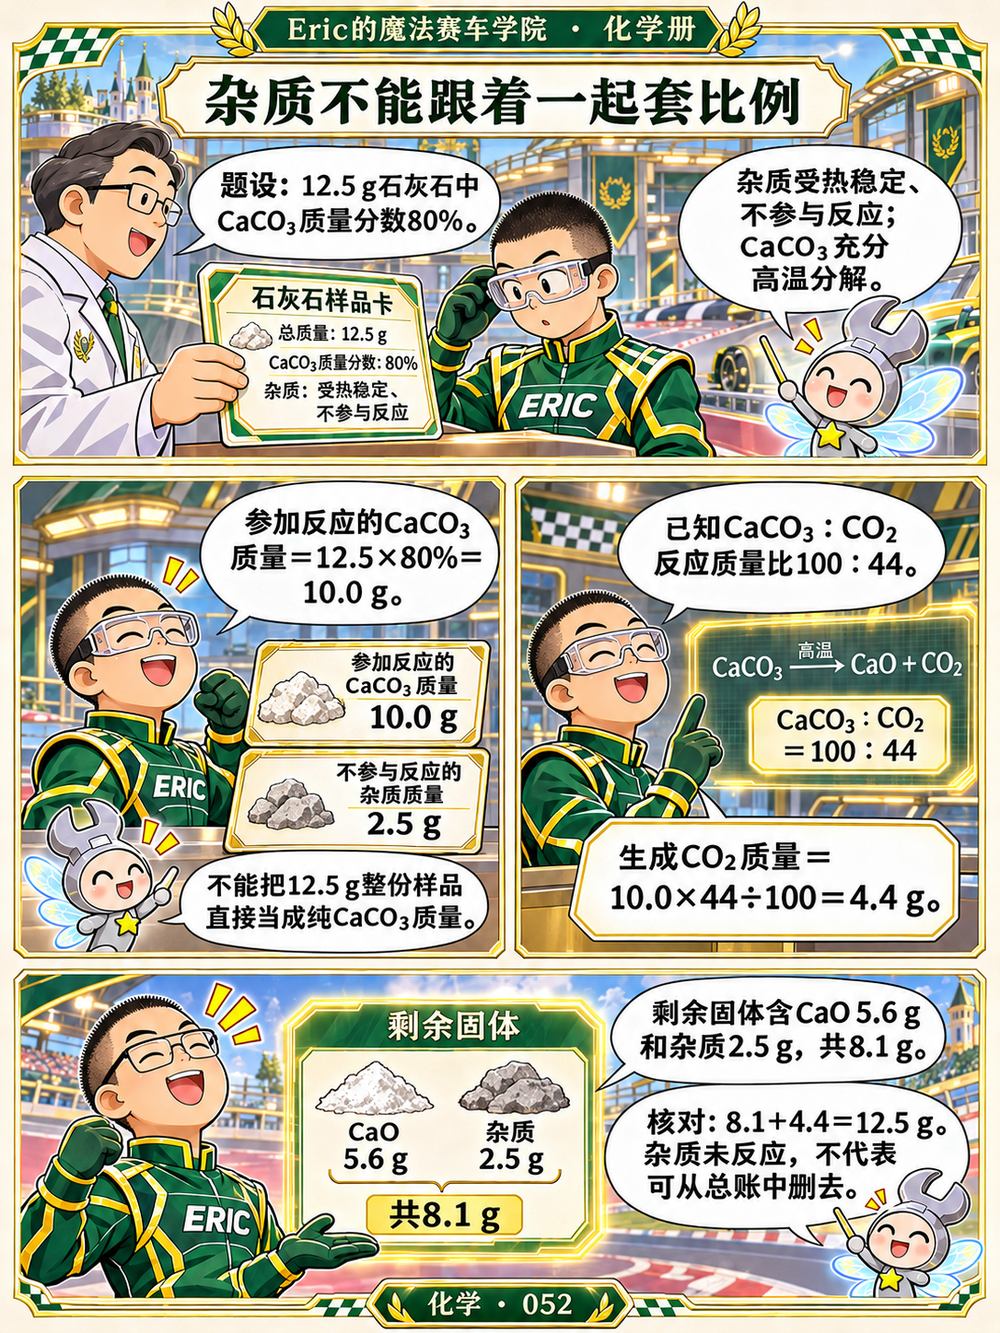 Eric的魔法赛车学院 · 化学册
杂质不能跟着一起套比例
题设：12.5 g石灰石中
CaCO₃质量分数80%。
杂质受热稳定、
不参与反应；
CaCO₃充分
高温分解。
石灰石样品卡
总质量：12.5 g
CaCO₃质量分数：80%
杂质：受热稳定、
不参与反应
ERIC
参加反应的CaCO₃
质量＝12.5×80%＝
10.0 g。
参加反应的
CaCO₃质量
10.0 g
不参与反应的
杂质质量
2.5 g
ERIC
不能把12.5 g整份样品
直接当成纯CaCO₃质量。
已知CaCO₃：CO₂
反应质量比100：44。
高温
CaCO₃ → CaO＋CO₂
CaCO₃：CO₂
＝100：44
生成CO₂质量＝
10.0×44÷100＝4.4 g。
剩余固体
CaO
5.6 g
杂质
2.5 g
共8.1 g
ERIC
剩余固体含CaO 5.6 g
和杂质2.5 g，共8.1 g。
核对：8.1＋4.4＝12.5 g。
杂质未反应，不代表
可从总账中删去。
化学 · 052